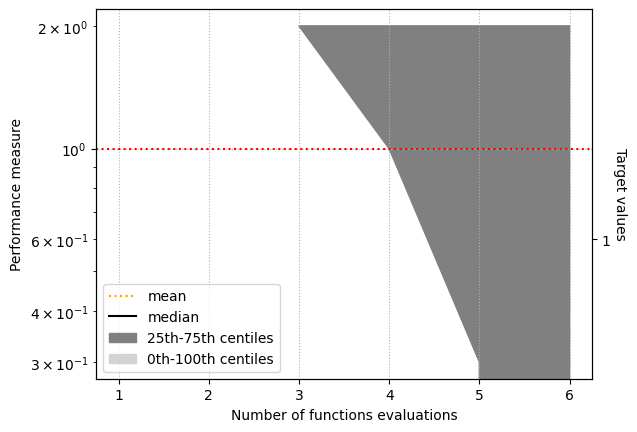 2 × 10⁰
10⁰
6 × 10⁻¹
4 × 10⁻¹
3 × 10⁻¹
Performance measure
mean
median
25th-75th centiles
0th-100th centiles
1 2 3 4 5 6
Number of functions evaluations
1
Target values